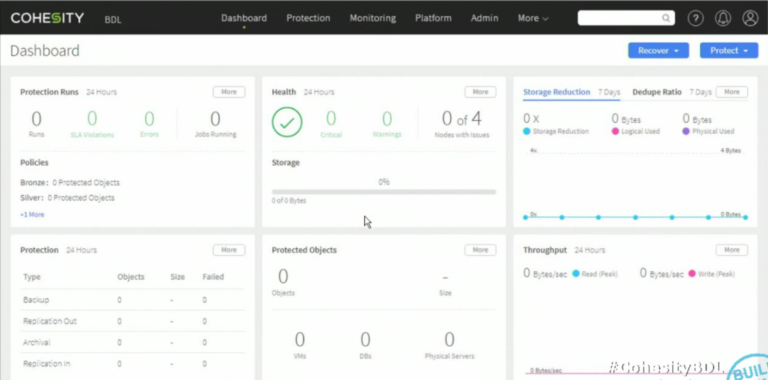 COHESITY BDL Dashboard Protection Monitoring Platform Admin More
Dashboard Recover Protect
Protection Runs 24 Hours More
0 0 0 0
Runs SLA Violations Errors Jobs Running
Policies
Bronze: 0 Protected Objects
Silver: 0 Protected Objects
+1 More
Health 24 Hours More
0 0 0 of 4
Critical Warnings Nodes with Issues
Storage
0%
0 of 0 Bytes
Storage Reduction 7 Days Dedupe Ratio 7 Days More
0 X 0 Bytes 0 Bytes
Storage Reduction Logical Used Physical Used
4x 4 Bytes
0x 0 Bytes
Protection 24 Hours More
Type Objects Size Failed
Backup 0 - 0
Replication Out 0 - 0
Archival 0 - 0
Replication In 0 - 0
Protected Objects More
0 -
Objects Size
0 0 0
VMs DBs Physical Servers
Throughput 24 Hours More
0 Bytes/sec Read (Peak) 0 Bytes/sec Write (Peak)
0 Bytes/sec
#CohesityBDL
BUIL